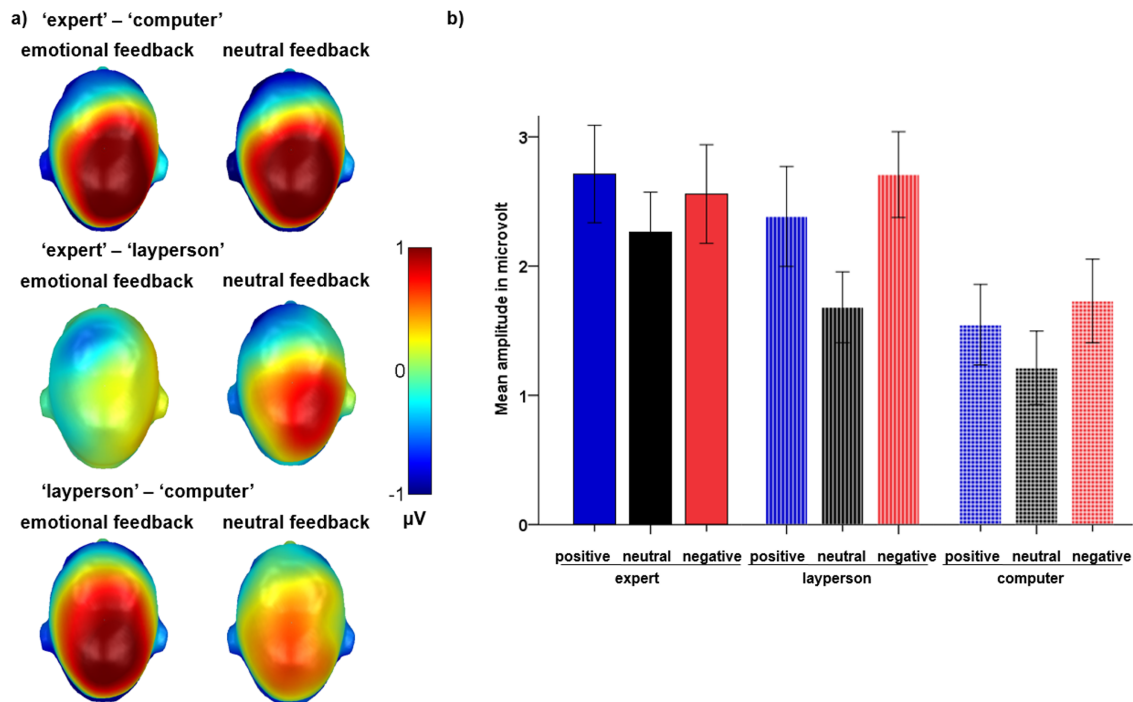 a) ‘expert’ – ‘computer’
emotional feedback neutral feedback
‘expert’ – ‘layperson’
emotional feedback neutral feedback
1
0
-1
µV
‘layperson’ – ‘computer’
emotional feedback neutral feedback
b)
Mean amplitude in microvolt
3
2
1
0
positive neutral negative positive neutral negative positive neutral negative
expert layperson computer